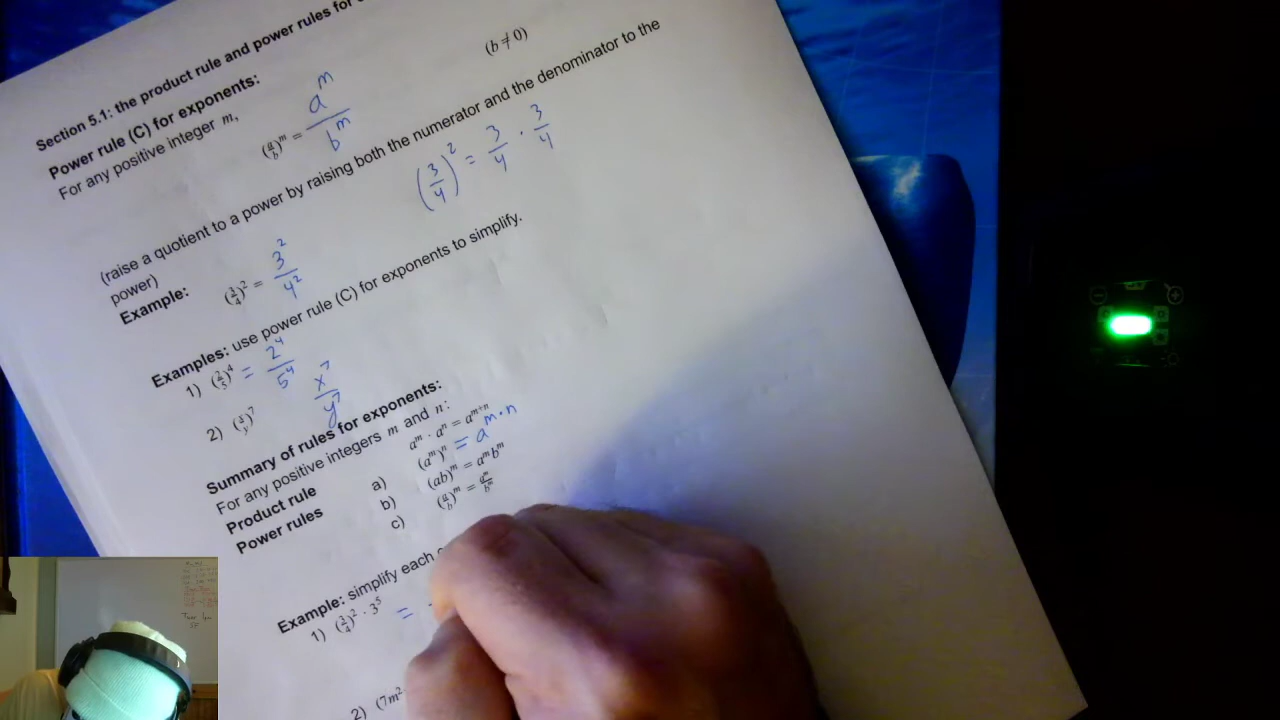 Section 5.1: the product rule and power rules for
Power rule (C) for exponents:
For any positive integer m,
(a/b)^m = a^m/b^m (b ≠ 0)
(raise a quotient to a power by raising both the numerator and the denominator to the
power)
Example: (3/4)^2 = 3^2/4^2 (3/4)^2 = 3/4 · 3/4
Examples: use power rule (C) for exponents to simplify.
1) (2/5)^4 = 2^4/5^4
2) (x/y)^7 x^7/y^7
Summary of rules for exponents:
For any positive integers m and n:
Product rule a^m · a^n = a^{m+n}
Power rules a) (a^m)^n = a^{m·n}
b) (ab)^m = a^m b^m
c) (a/b)^m = a^m/b^m
Example: simplify each
1) (3/4)^2 · 3^5 =
2) (7m^2